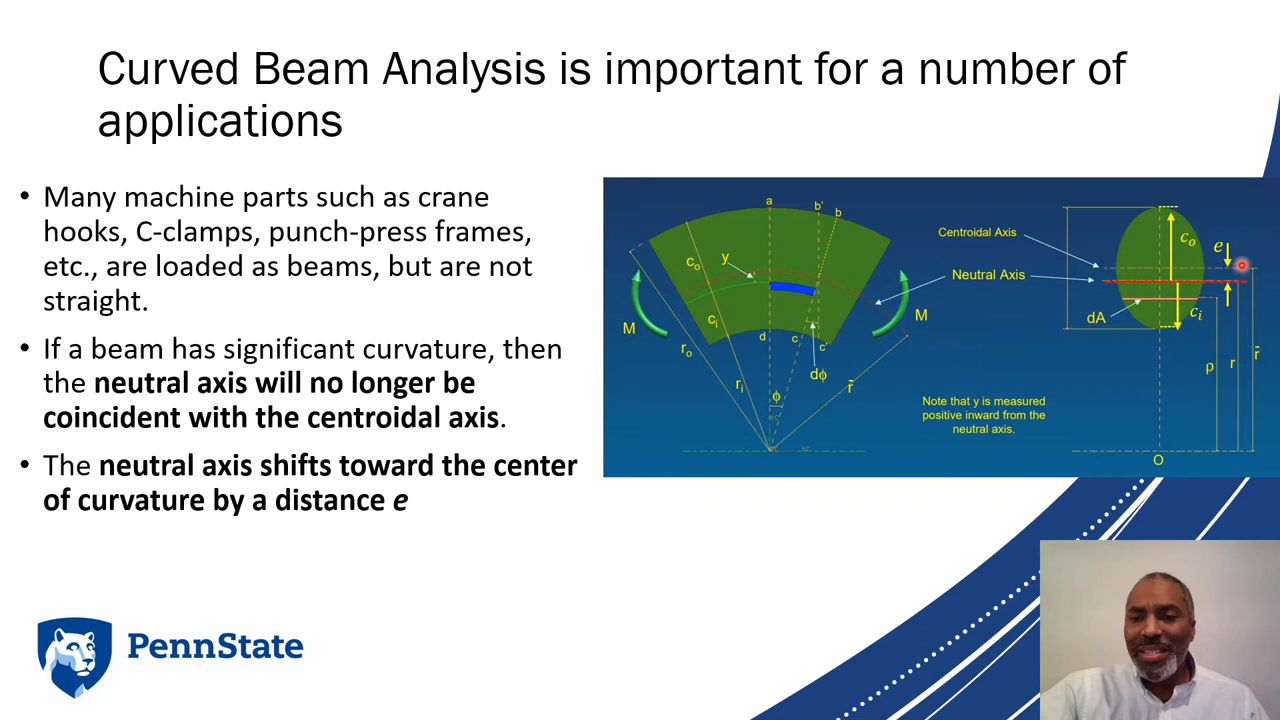 Curved Beam Analysis is important for a number of
applications
• Many machine parts such as crane
hooks, C-clamps, punch-press frames,
etc., are loaded as beams, but are not
straight.
• If a beam has significant curvature, then
the neutral axis will no longer be
coincident with the centroidal axis.
• The neutral axis shifts toward the center
of curvature by a distance e
a
b'
b
c₀
y
cᵢ
M
M
d
c
c'
r₀
rᵢ
ϕ
dϕ
r̄
Centroidal Axis
Neutral Axis
c₀
e
cᵢ
dA
ρ
r
r̄
O
Note that y is measured
positive inward from the
neutral axis.
PennState